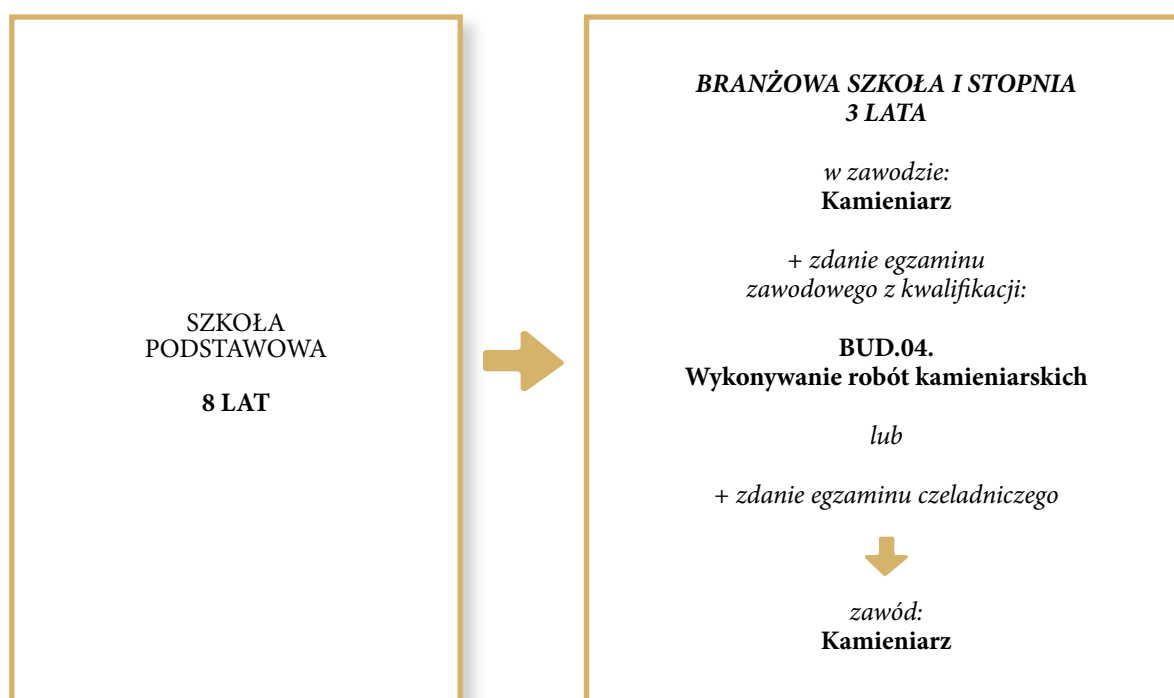 SZKOŁA
PODSTAWOWA
8 LAT
BRANŻOWA SZKOŁA I STOPNIA
3 LATA
w zawodzie:
Kamieniarz
+ zdanie egzaminu
zawodowego z kwalifikacji:
BUD.04.
Wykonywanie robót kamieniarskich
lub
+ zdanie egzaminu czeladniczego
zawód:
Kamieniarz